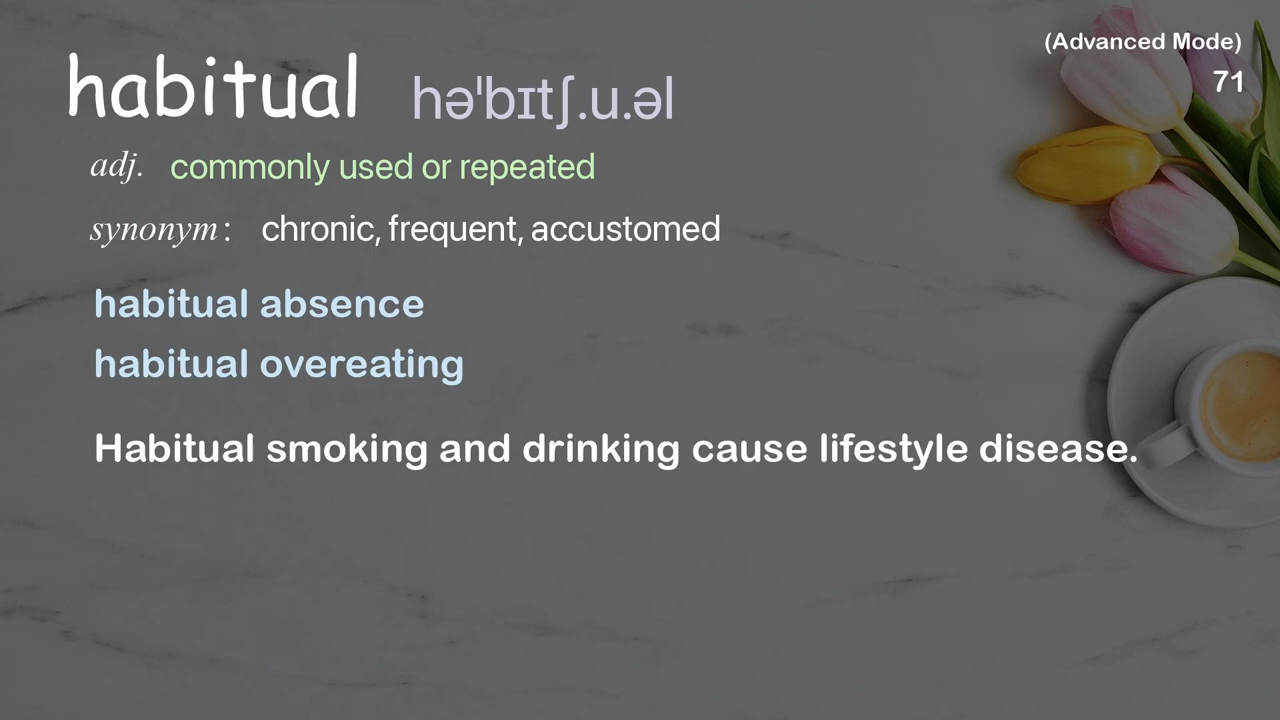 (Advanced Mode)
71
habitual həˈbɪtʃ.u.əl
adj. commonly used or repeated
synonym: chronic, frequent, accustomed
habitual absence
habitual overeating
Habitual smoking and drinking cause lifestyle disease.